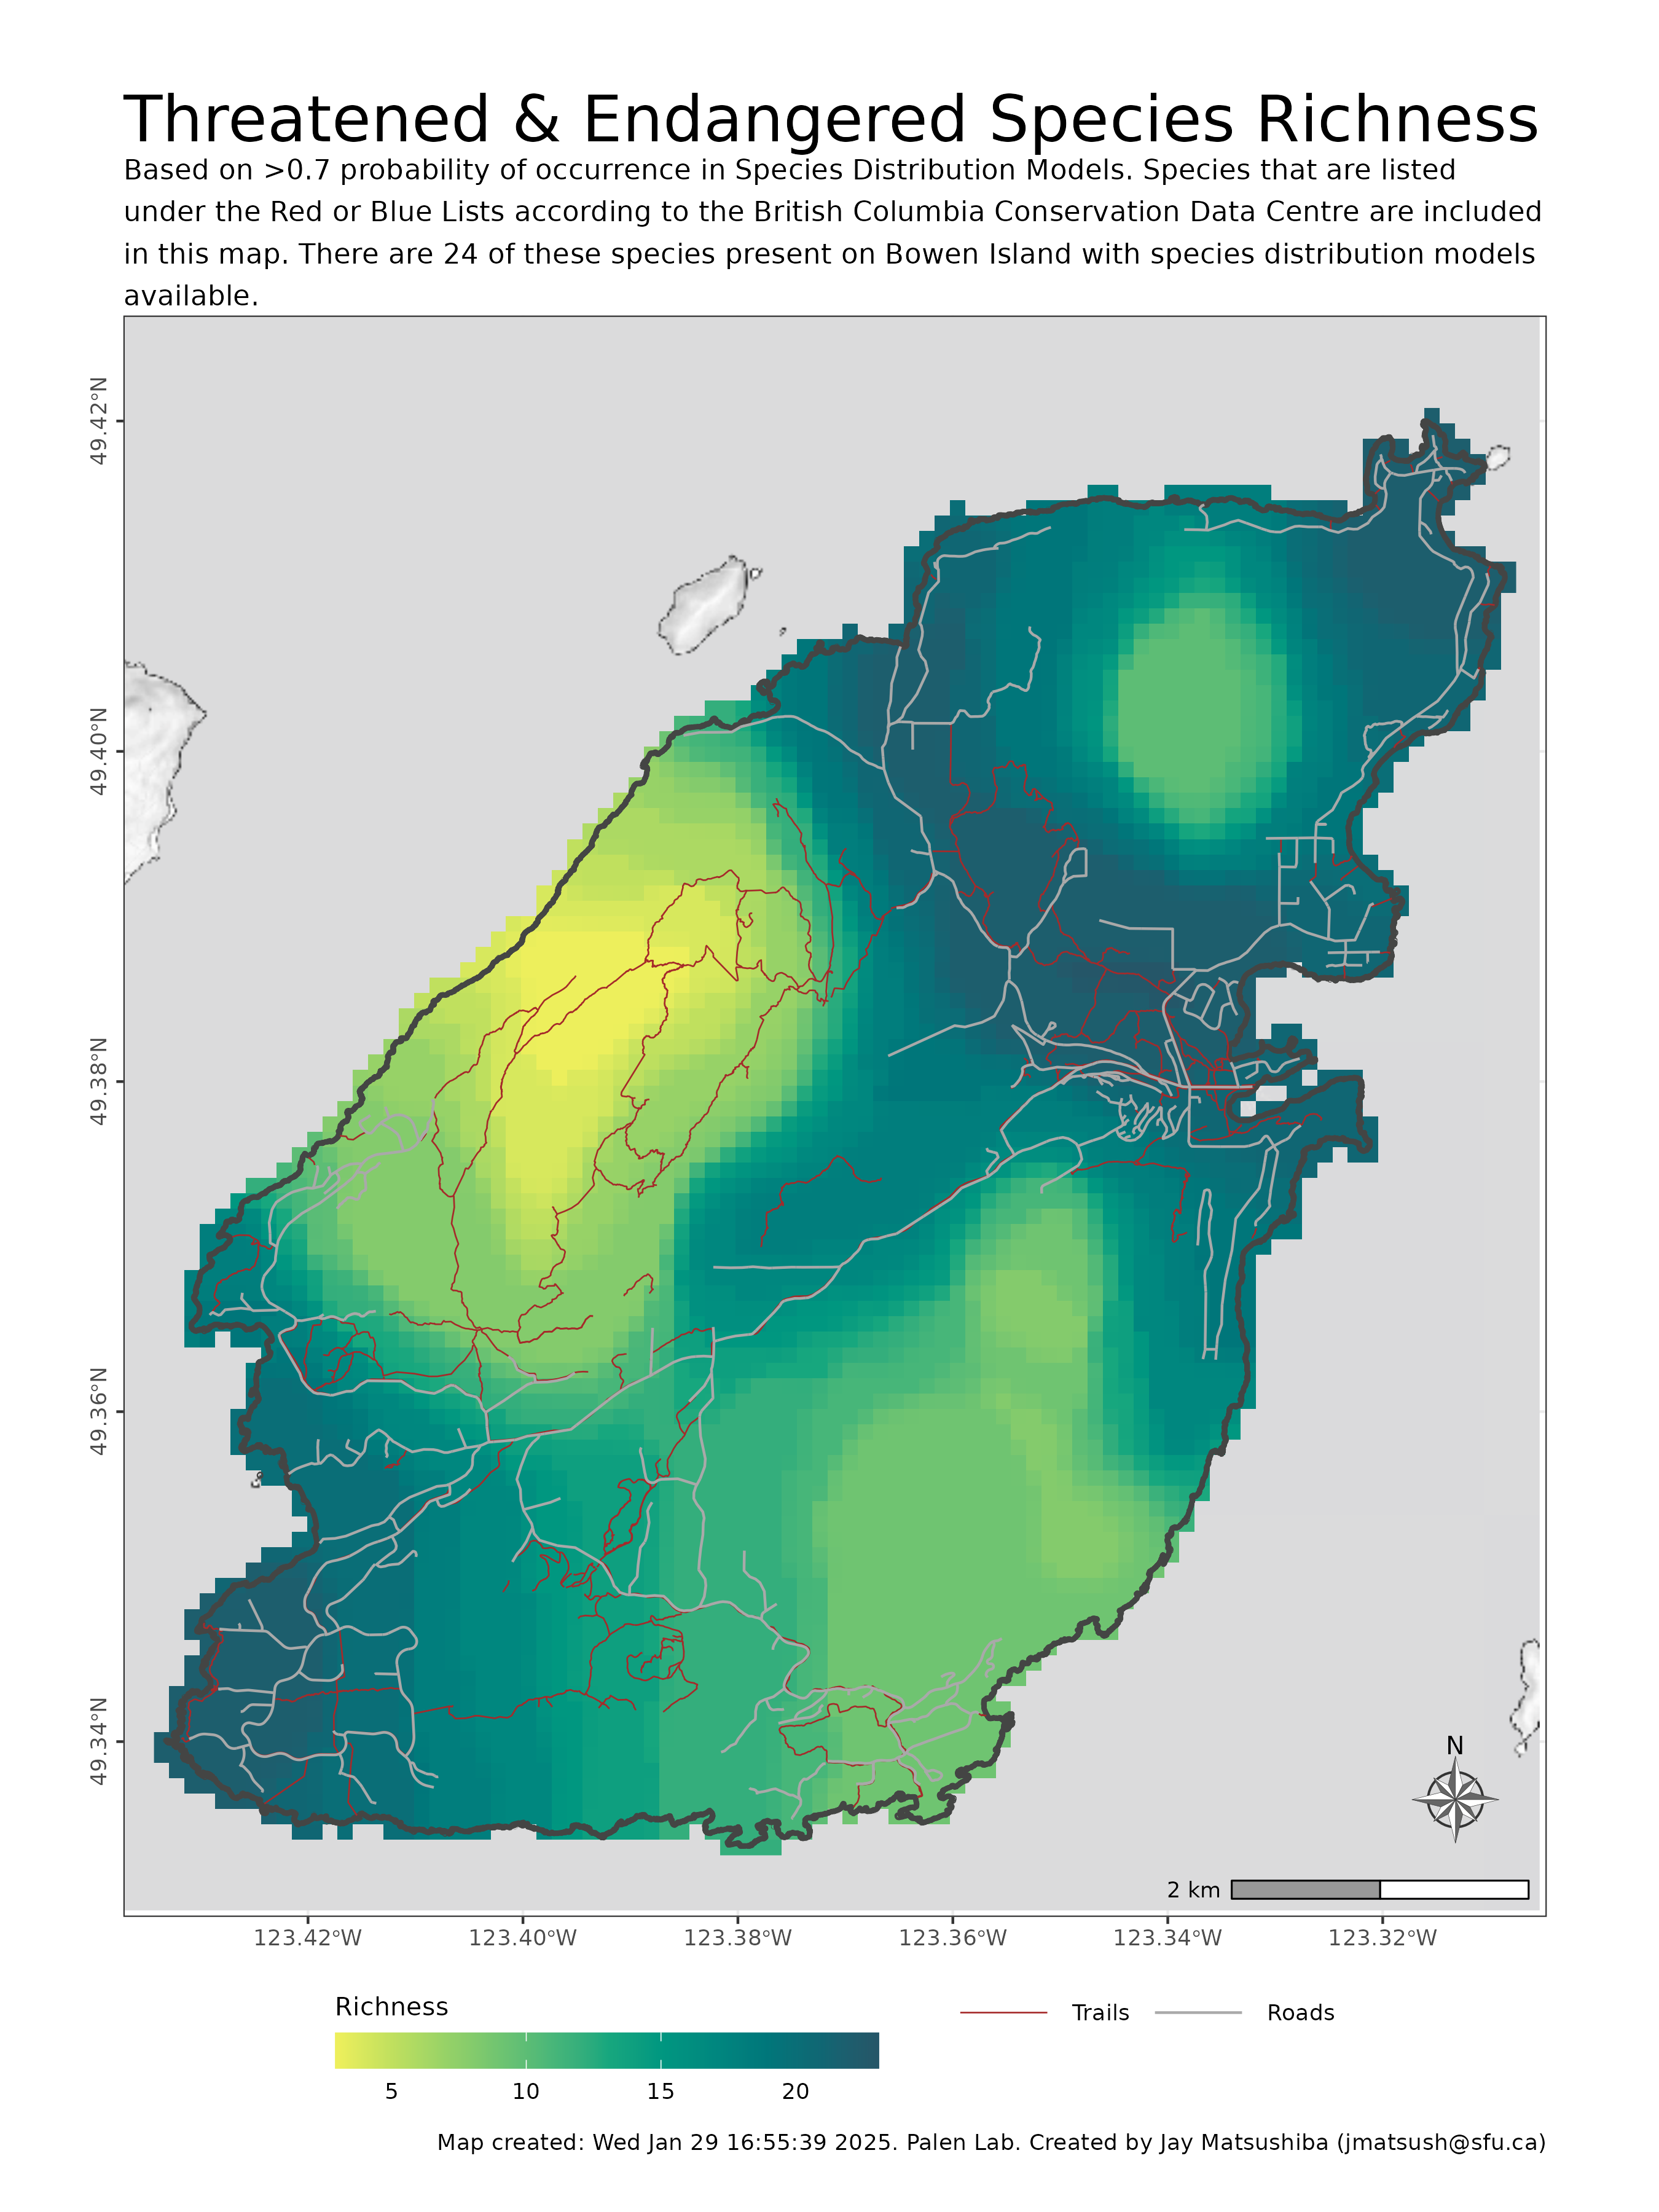 Threatened & Endangered Species Richness
Based on >0.7 probability of occurrence in Species Distribution Models. Species that are listed
under the Red or Blue Lists according to the British Columbia Conservation Data Centre are included
in this map. There are 24 of these species present on Bowen Island with species distribution models
available.
49.42°N
49.40°N
49.38°N
49.36°N
49.34°N
N
2 km
123.42°W 123.40°W 123.38°W 123.36°W 123.34°W 123.32°W
Richness
Trails Roads
5 10 15 20
Map created: Wed Jan 29 16:55:39 2025. Palen Lab. Created by Jay Matsushiba (jmatsush@sfu.ca)